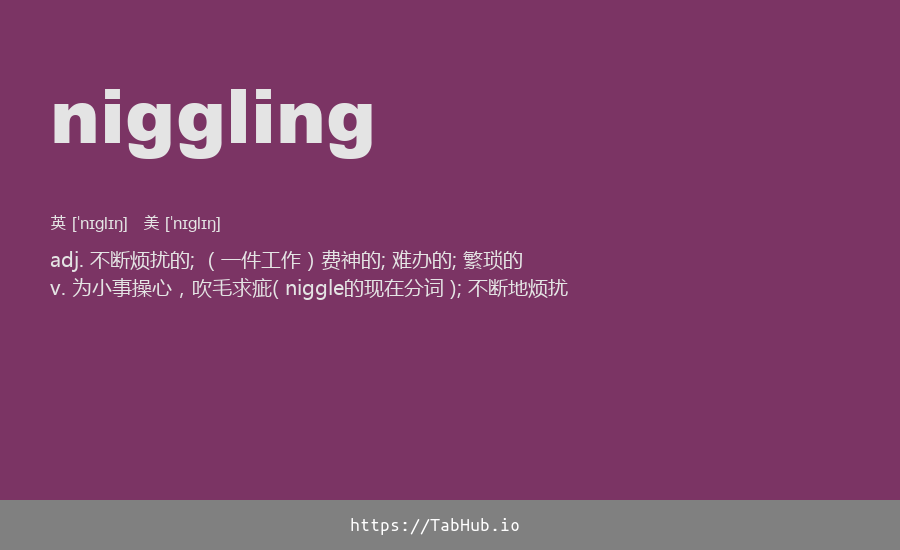 niggling
英 [ˈnɪglɪŋ] 美 [ˈnɪglɪŋ]
adj. 不断烦扰的; （一件工作）费神的; 难办的; 繁琐的
v. 为小事操心，吹毛求疵( niggle的现在分词 ); 不断地烦扰
https://TabHub.io